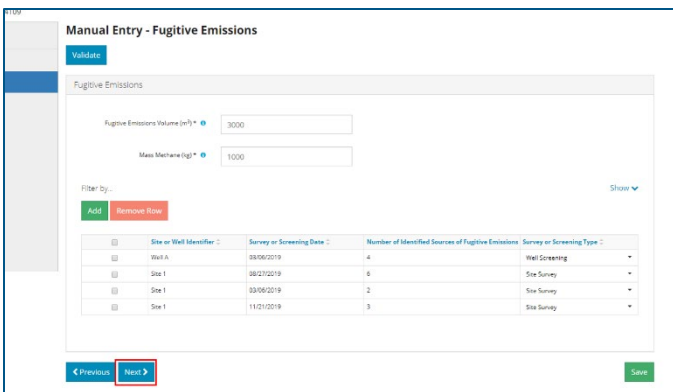 4109
Manual Entry - Fugitive Emissions
Validate
Fugitive Emissions
Fugitive Emissions Volume (m³) * 3000
Mass Methane (kg) * 1000
Filter by... Show
Add Remove Row
Site or Well Identifier Survey or Screening Date Number of Identified Sources of Fugitive Emissions Survey or Screening Type
Well A 03/06/2019 4 Well Screening
Site 1 08/27/2019 6 Site Survey
Site 1 03/06/2019 2 Site Survey
Site 1 11/21/2019 3 Site Survey
Previous Next Save